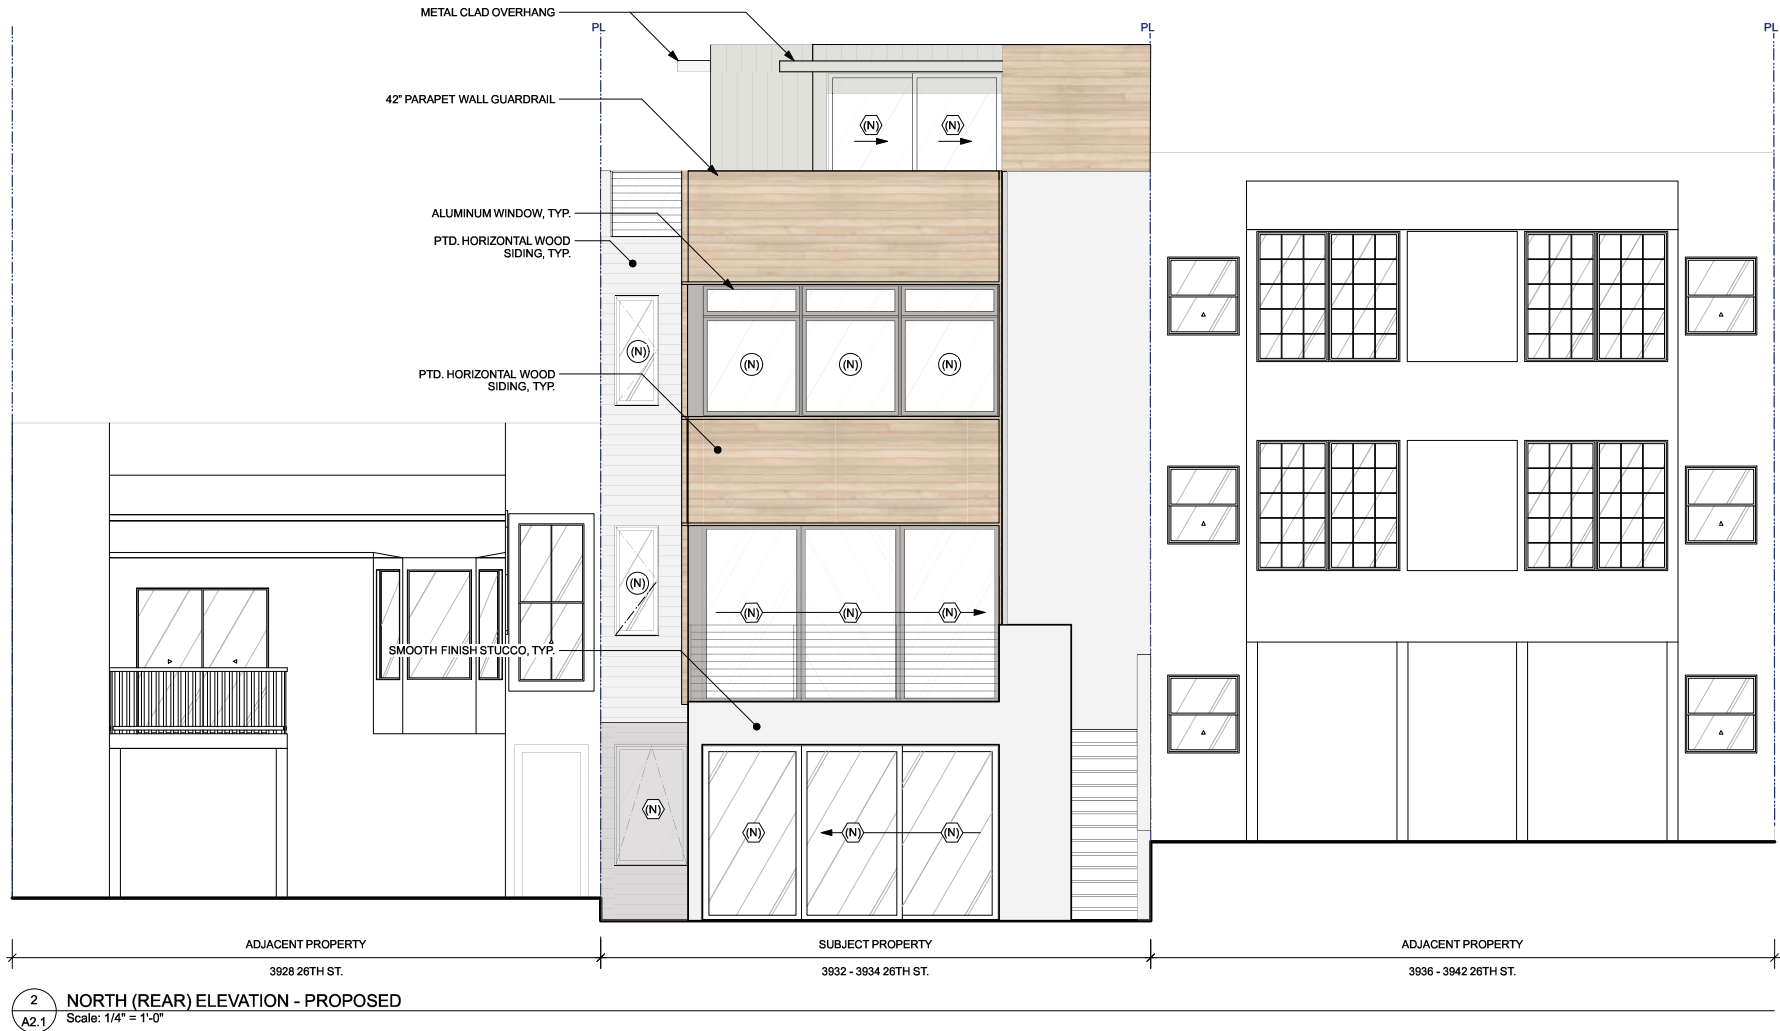 METAL CLAD OVERHANG
PL
PL
PL
42" PARAPET WALL GUARDRAIL
(N)
(N)
ALUMINUM WINDOW, TYP.
PTD. HORIZONTAL WOOD
SIDING, TYP.
(N)
(N)
(N)
(N)
PTD. HORIZONTAL WOOD
SIDING, TYP.
(N)
(N)
(N)
(N)
SMOOTH FINISH STUCCO, TYP.
(N)
(N)
(N)
(N)
ADJACENT PROPERTY
SUBJECT PROPERTY
ADJACENT PROPERTY
3928 26TH ST.
3932 - 3934 26TH ST.
3936 - 3942 26TH ST.
2
A2.1
NORTH (REAR) ELEVATION - PROPOSED
Scale: 1/4" = 1'-0"